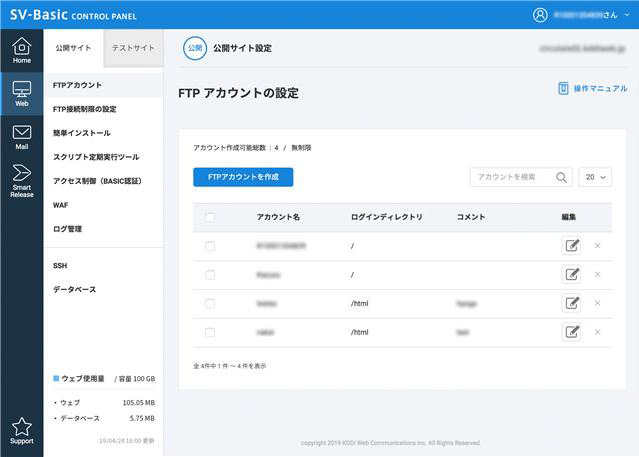 SV-Basic CONTROL PANEL
さん
Home
Web
Mail
Smart
Release
Support
公開サイト
テストサイト
FTPアカウント
FTP接続制限の設定
簡単インストール
スクリプト定期実行ツール
アクセス制御（BASIC認証）
WAF
ログ管理
SSH
データベース
ウェブ使用量 / 容量 100 GB
・ ウェブ 105.05 MB
・ データベース 5.75 MB
19/04/24 16:00 更新
公開 公開サイト設定
FTP アカウントの設定
操作マニュアル
アカウント作成可能総数 : 4 / 無制限
FTPアカウントを作成
アカウントを検索
20
アカウント名 ログインディレクトリ コメント 編集
/
/
/html
/html
全 4件中 1 件 〜 4 件を表示
copyright 2019 KDDI Web Communications Inc. All Rights Reserved.